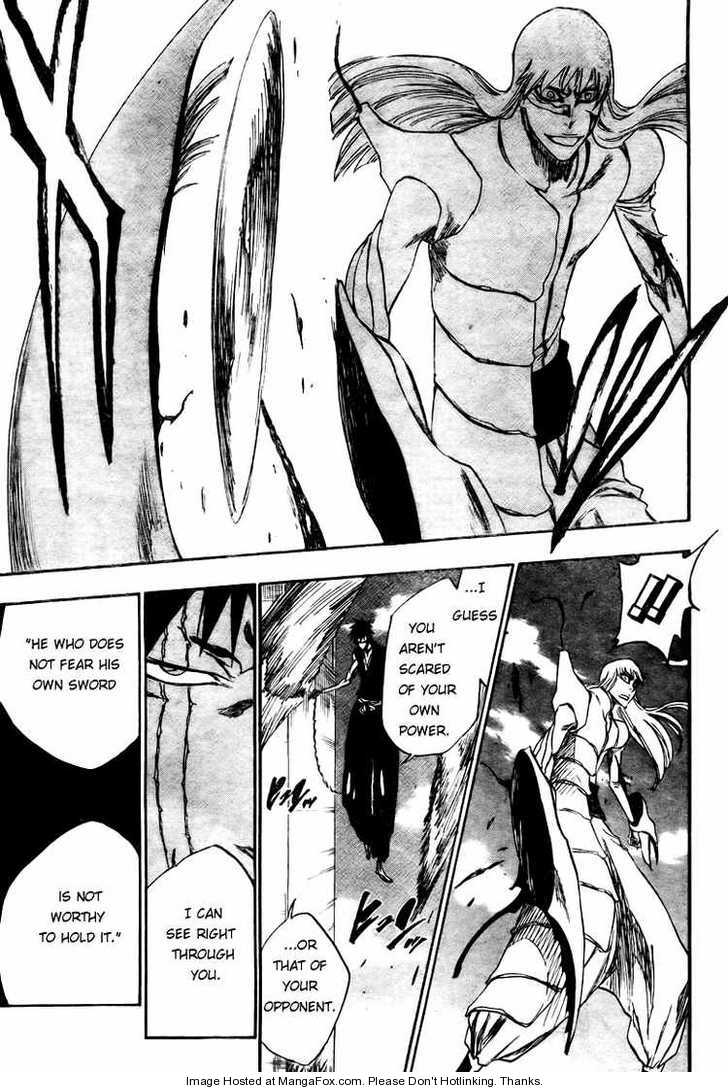 ...I
GUESS
YOU
AREN'T
SCARED
OF YOUR
OWN
POWER.
...OR
THAT OF
YOUR
OPPONENT.
I CAN
SEE RIGHT
THROUGH
YOU.
"HE WHO DOES
NOT FEAR HIS
OWN SWORD
IS NOT
WORTHY
TO HOLD IT."
Image Hosted at MangaFox.com. Please Don't Hotlinking. Thanks.